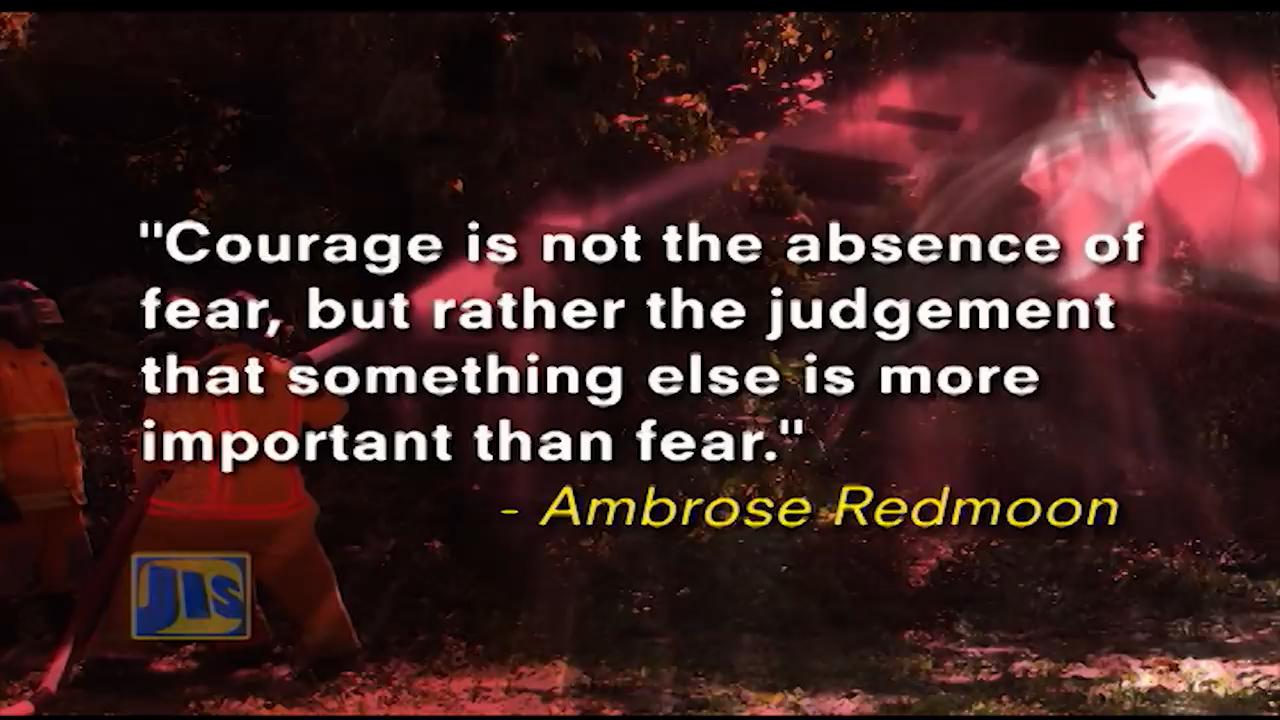 "Courage is not the absence of
fear, but rather the judgement
that something else is more
important than fear."
- Ambrose Redmoon
JIS